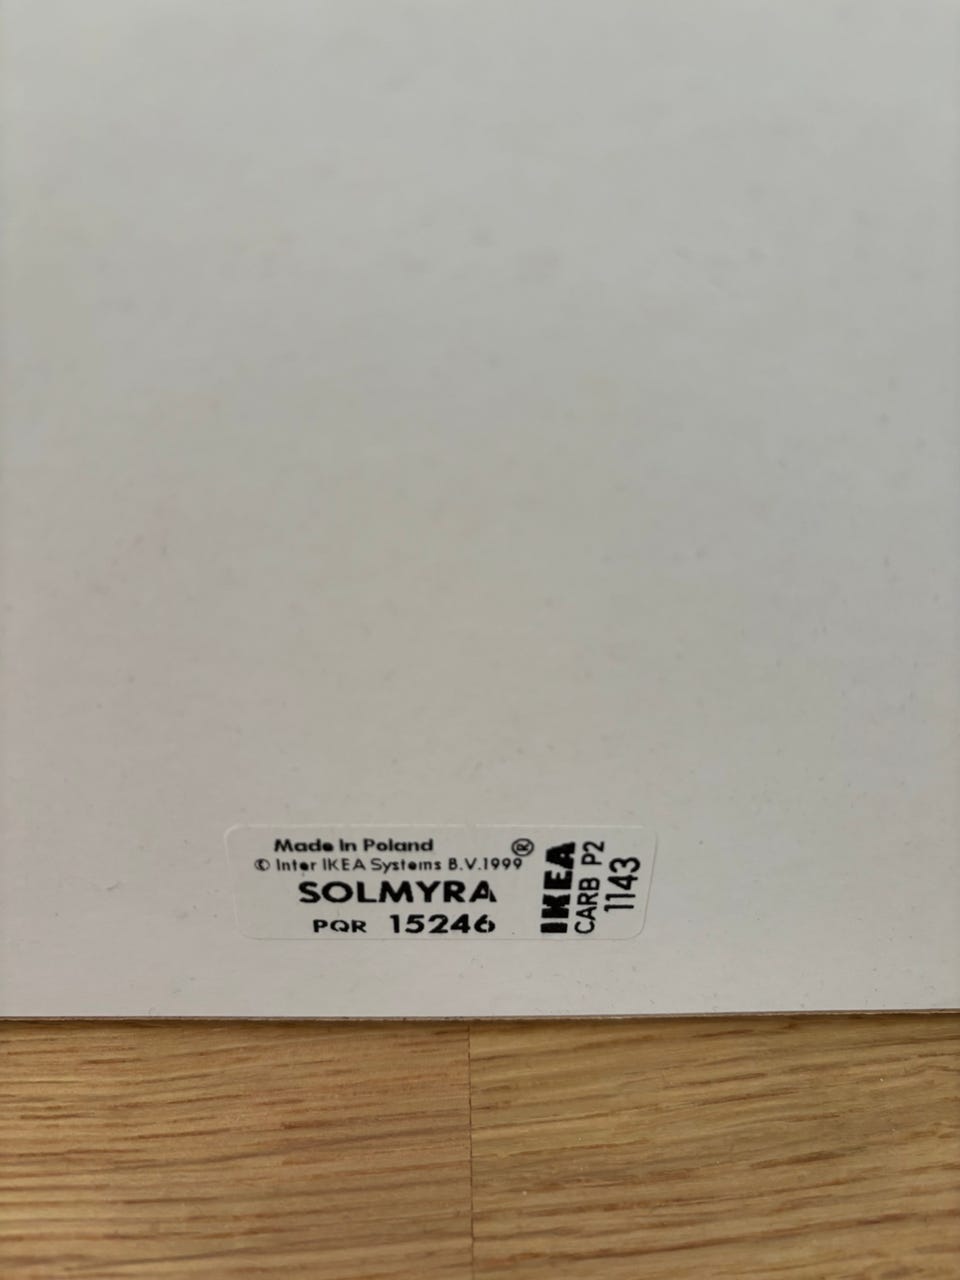 Made in Poland
© Inter IKEA Systems B.V.1999
SOLMYRA
PQR 15246
®
IKEA
CARB P2
1143